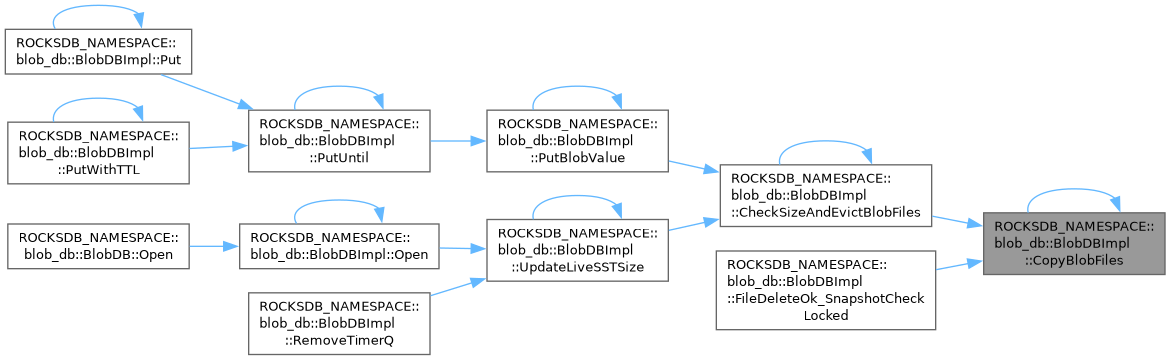 ROCKSDB_NAMESPACE::
blob_db::BlobDBImpl::Put
ROCKSDB_NAMESPACE::
blob_db::BlobDBImpl
::PutWithTTL
ROCKSDB_NAMESPACE::
blob_db::BlobDB::Open
ROCKSDB_NAMESPACE::
blob_db::BlobDBImpl
::PutUntil
ROCKSDB_NAMESPACE::
blob_db::BlobDBImpl::Open
ROCKSDB_NAMESPACE::
blob_db::BlobDBImpl
::RemoveTimerQ
ROCKSDB_NAMESPACE::
blob_db::BlobDBImpl
::PutBlobValue
ROCKSDB_NAMESPACE::
blob_db::BlobDBImpl
::UpdateLiveSSTSize
ROCKSDB_NAMESPACE::
blob_db::BlobDBImpl
::CheckSizeAndEvictBlobFiles
ROCKSDB_NAMESPACE::
blob_db::BlobDBImpl
::FileDeleteOk_SnapshotCheck
Locked
ROCKSDB_NAMESPACE::
blob_db::BlobDBImpl
::CopyBlobFiles